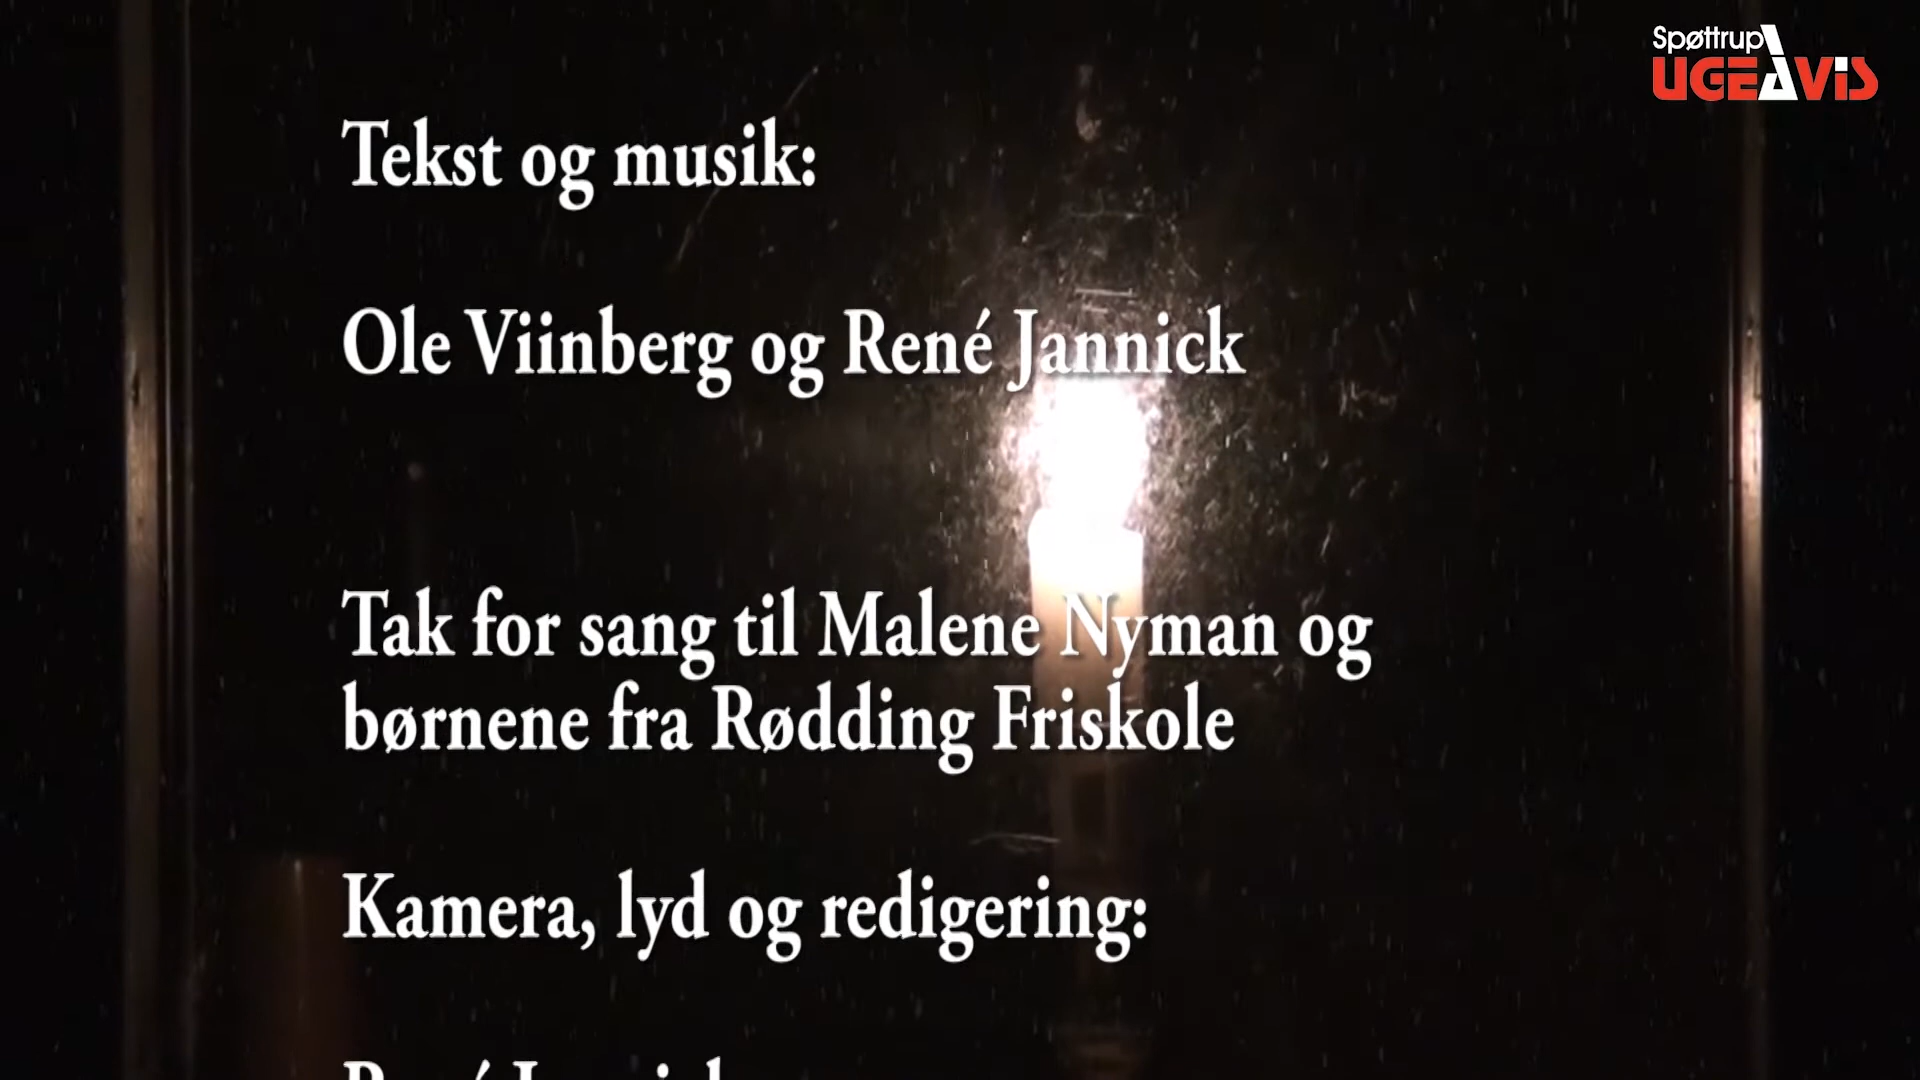 Spøttrup
UGEAVIS
Tekst og musik:
Ole Viinberg og René Jannick
Tak for sang til Malene Nyman og
børnene fra Rødding Friskole
Kamera, lyd og redigering: